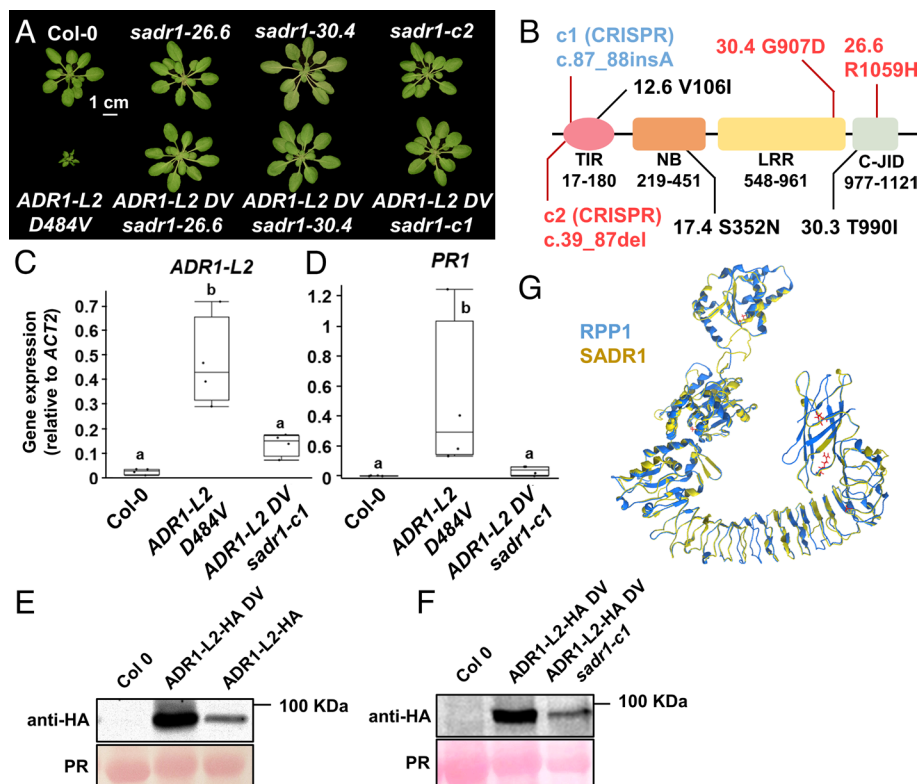 A
Col-0
sadr1-26.6
sadr1-30.4
sadr1-c2
1 cm
ADR1-L2
D484V
ADR1-L2 DV
sadr1-26.6
ADR1-L2 DV
sadr1-30.4
ADR1-L2 DV
sadr1-c1
B
c1 (CRISPR)
c.87_88insA
12.6 V106I
30.4 G907D
26.6
R1059H
TIR
17-180
NB
219-451
LRR
548-961
C-JID
977-1121
c2 (CRISPR)
c.39_87del
17.4 S352N
30.3 T990I
C
ADR1-L2
Gene expression
(relative to ACT2)
0.7
0.6
0.5
0.4
0.3
0.2
0.1
0
a
b
a
Col-0
ADR1-L2
D484V
ADR1-L2 DV
sadr1-c1
D
PR1
1.2
1
0.8
0.6
0.4
0.2
0
a
b
a
Col-0
ADR1-L2
D484V
ADR1-L2 DV
sadr1-c1
G
RPP1
SADR1
E
Col 0
ADR1-L2-HA DV
ADR1-L2-HA
100 KDa
anti-HA
PR
F
Col 0
ADR1-L2-HA DV
ADR1-L2-HA DV
sadr1-c1
100 KDa
anti-HA
PR